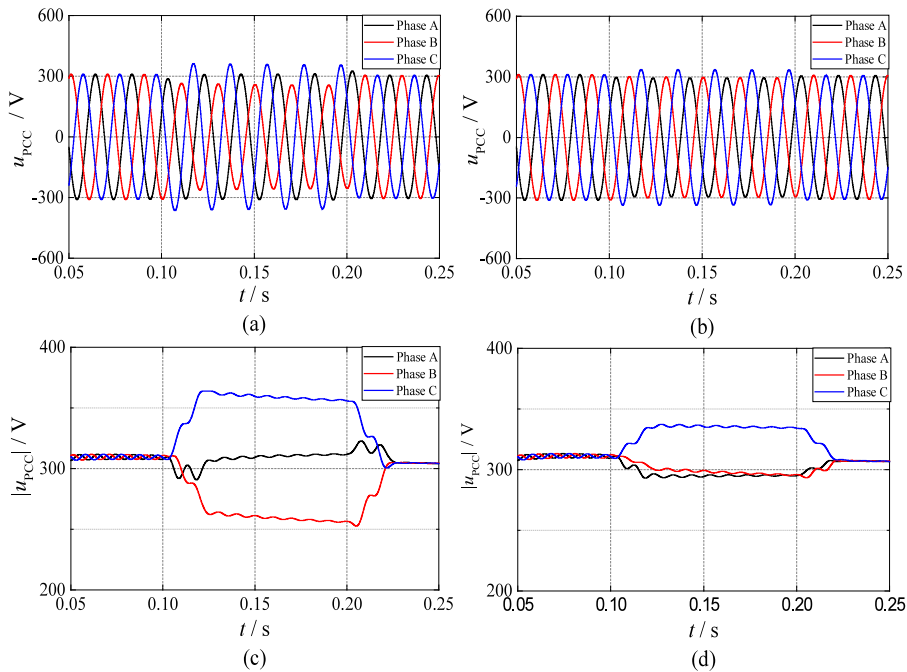 (a)
600
300
0
-300
-600
u_PCC / V
Phase A
Phase B
Phase C
0.05
0.10
0.15
0.20
0.25
t / s
(b)
600
300
0
-300
-600
u_PCC / V
Phase A
Phase B
Phase C
0.05
0.10
0.15
0.20
0.25
t / s
(c)
400
300
200
|u_PCC| / V
Phase A
Phase B
Phase C
0.05
0.10
0.15
0.20
0.25
t / s
(d)
400
300
200
|u_PCC| / V
Phase A
Phase B
Phase C
0.05
0.10
0.15
0.20
0.25
t / s